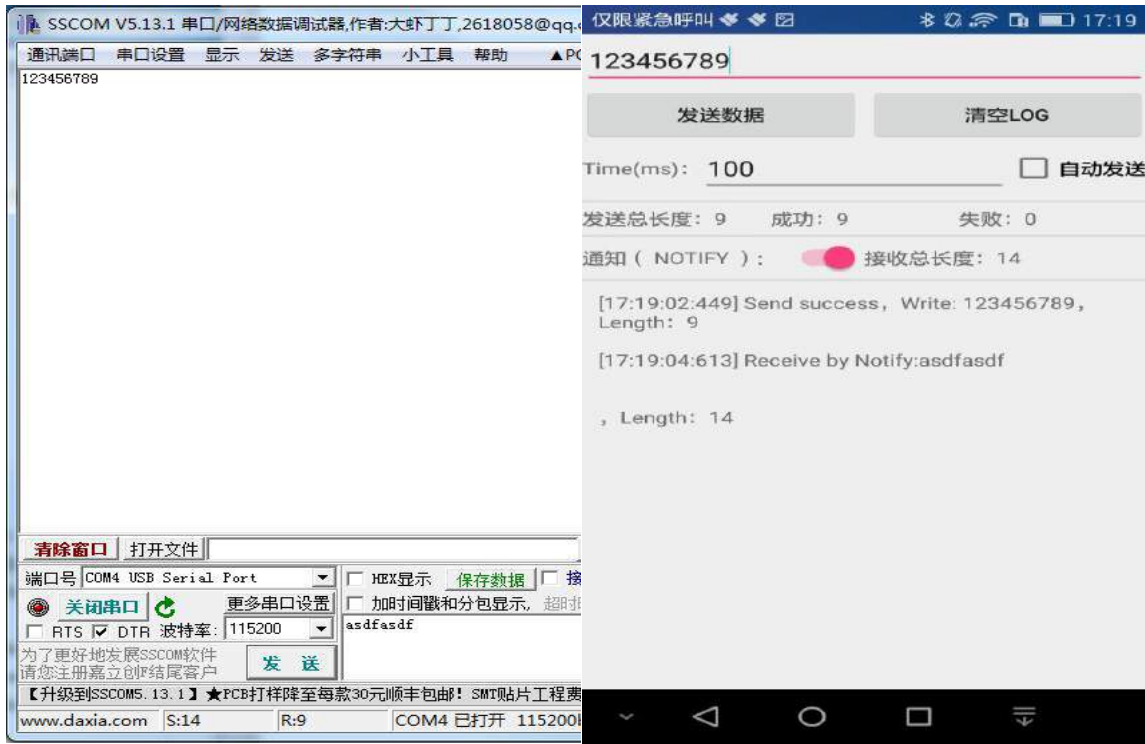 SSCOM V5.13.1 串口/网络数据调试器,作者:大虾丁丁,2618058@qq.
通讯端口 串口设置 显示 发送 多字符串 小工具 帮助 ▲PC
123456789
清除窗口 打开文件
端口号 COM4 USB Serial Port HEX显示 保存数据 接
关闭串口 更多串口设置 加时间戳和分包显示,
RTS DTR 波特率: 115200 asdfasdf
为了更好地发展SSCOM软件
请您注册嘉立创F结尾客户
发 送
【升级到SSCOM5.13.1】★PCB打样降至每款30元顺丰包邮! SMT贴片工程费
www.daxia.com S:14 R:9 COM4 已打开 115200
仅限紧急呼叫 17:19
123456789
发送数据 清空LOG
Time(ms): 100 自动发送
发送总长度: 9 成功: 9 失败: 0
通知 ( NOTIFY ) : 接收总长度: 14
[17:19:02:449] Send success, Write: 123456789,
Length: 9
[17:19:04:613] Receive by Notify:asdfasdf
, Length: 14